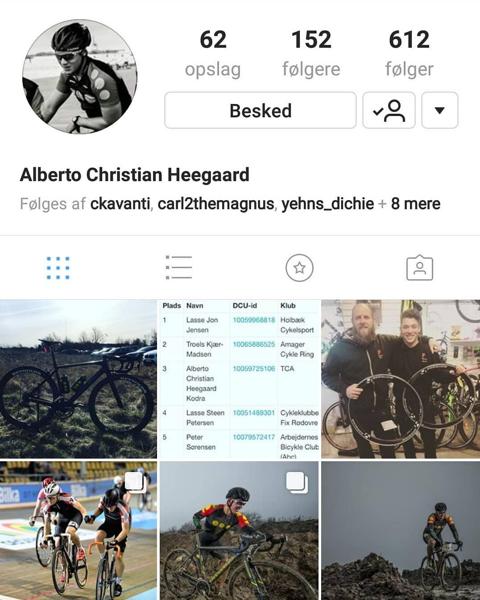 62 152 612
opslag følgere følger
Besked
Alberto Christian Heegaard
Følges af ckavanti, carl2themagnus, yehns_dichie + 8 mere
Plads Navn DCU-id Klub
1 Lasse Jon 10059968818 Holbæk
Jensen Cykelsport
2 Troels Kjær- 10065886525 Amager
Madsen Cykle Ring
3 Alberto 10059725106 TCA
Christian
Heegaard
Kodra
4 Lasse Steen 10051489301 Cykleklubbe
Petersen Fix Rødovre
5 Peter 10079572417 Arbejdernes
Sørensen Bicykle Club
(Abc)
Bilka